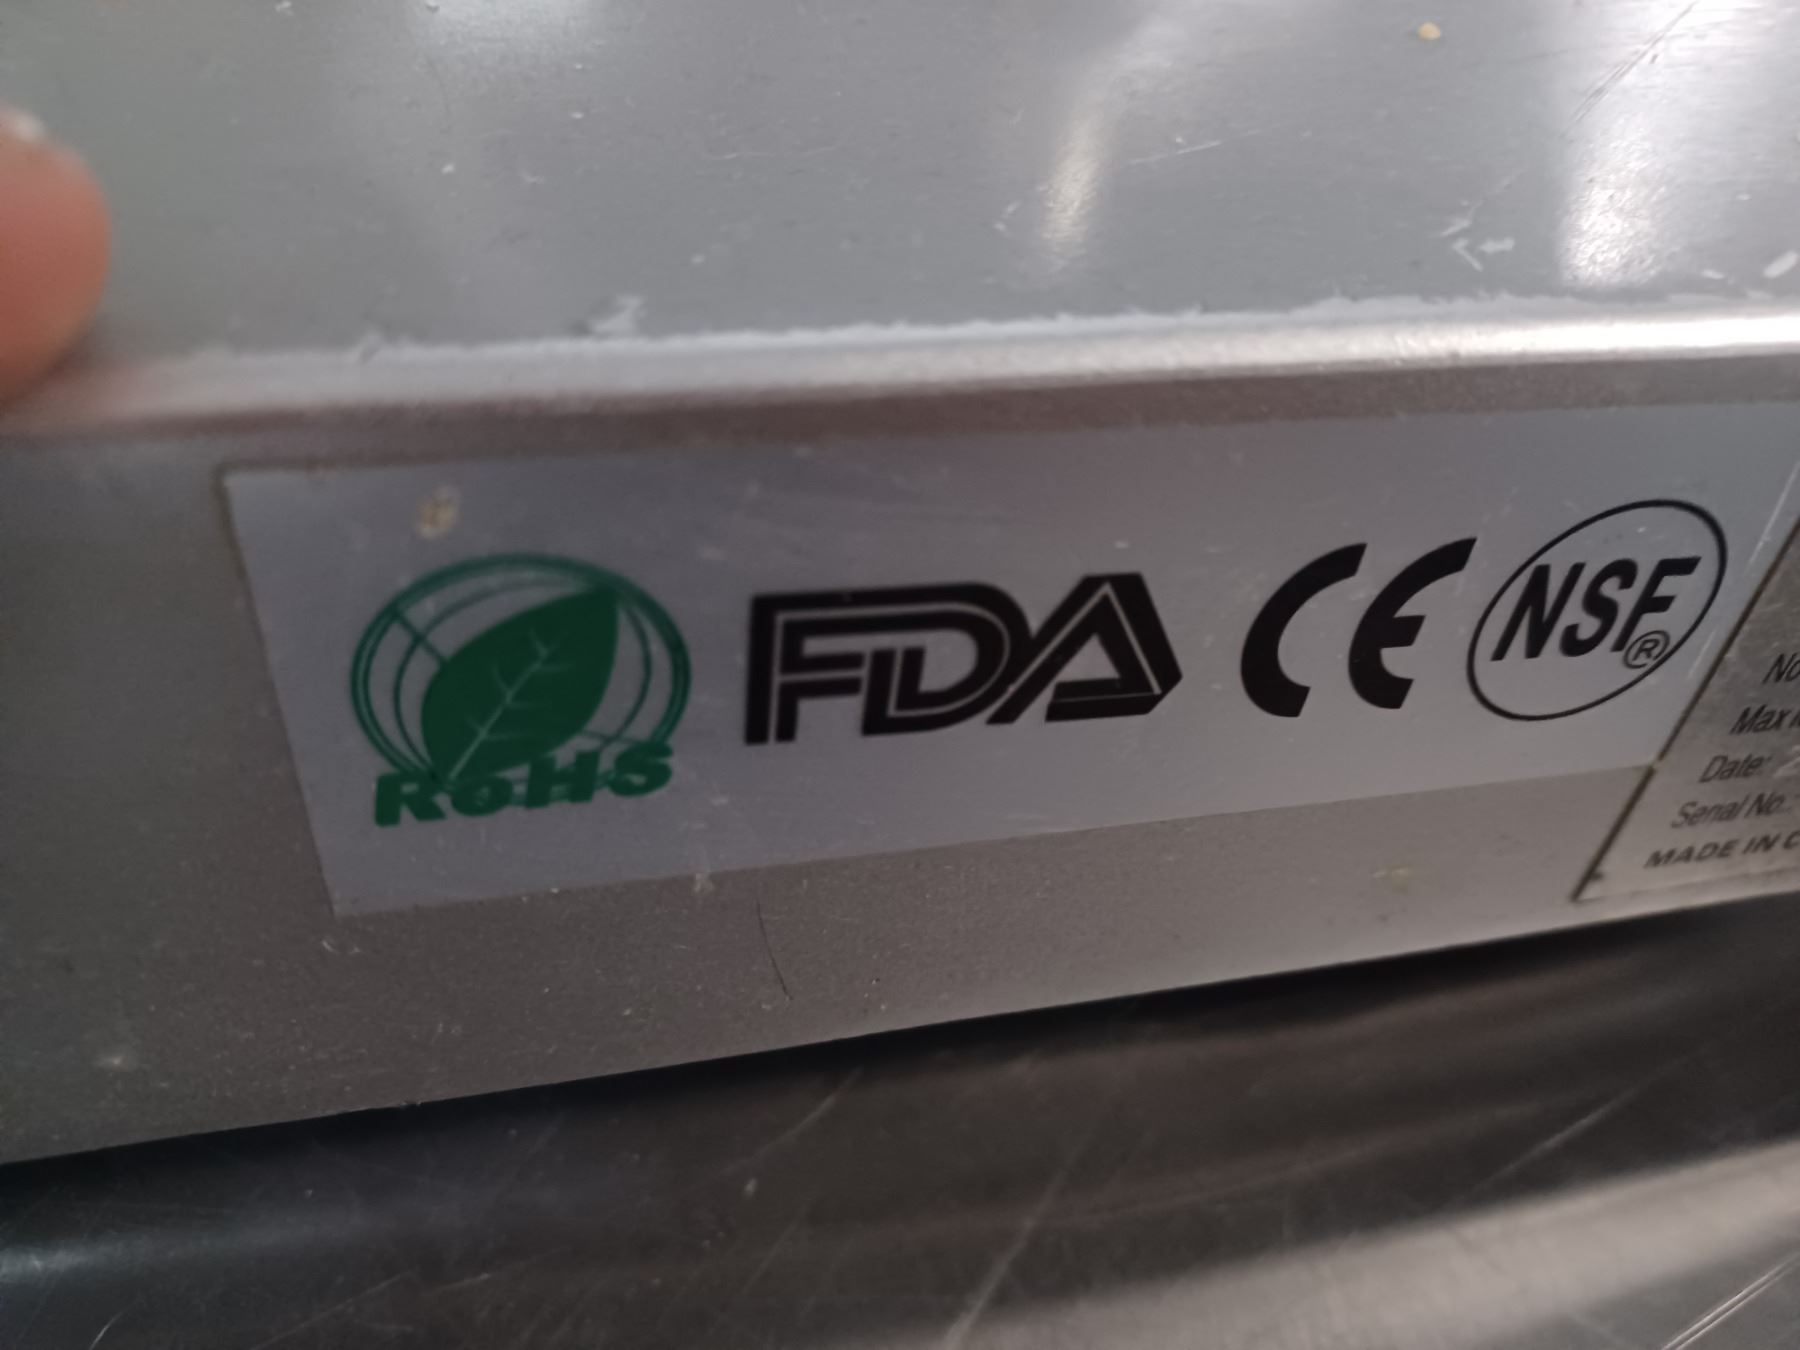 RoHS
FDA
CE
NSF®
Max
Date:
Serial No.:
MADE IN